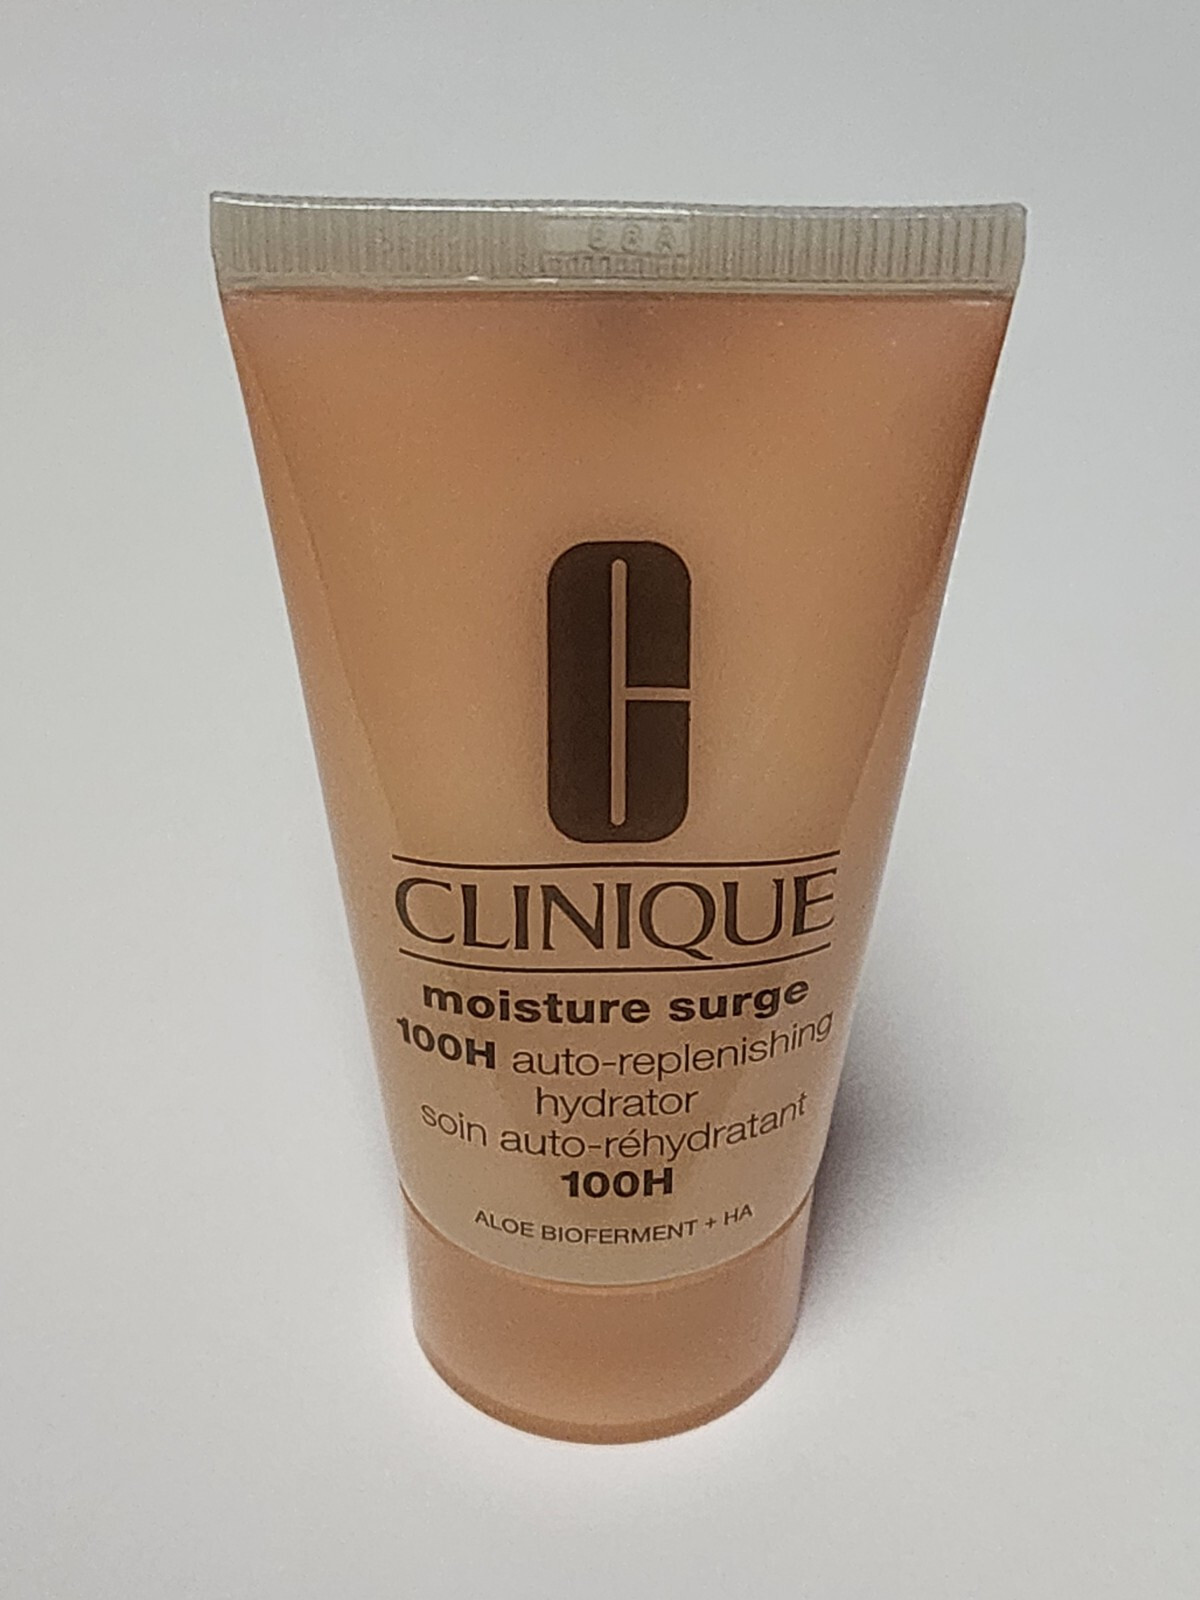 C
CLINIQUE
moisture surge
100H auto-replenishing
hydrator
soin auto-réhydratant
100H
ALOE BIOFERMENT + HA